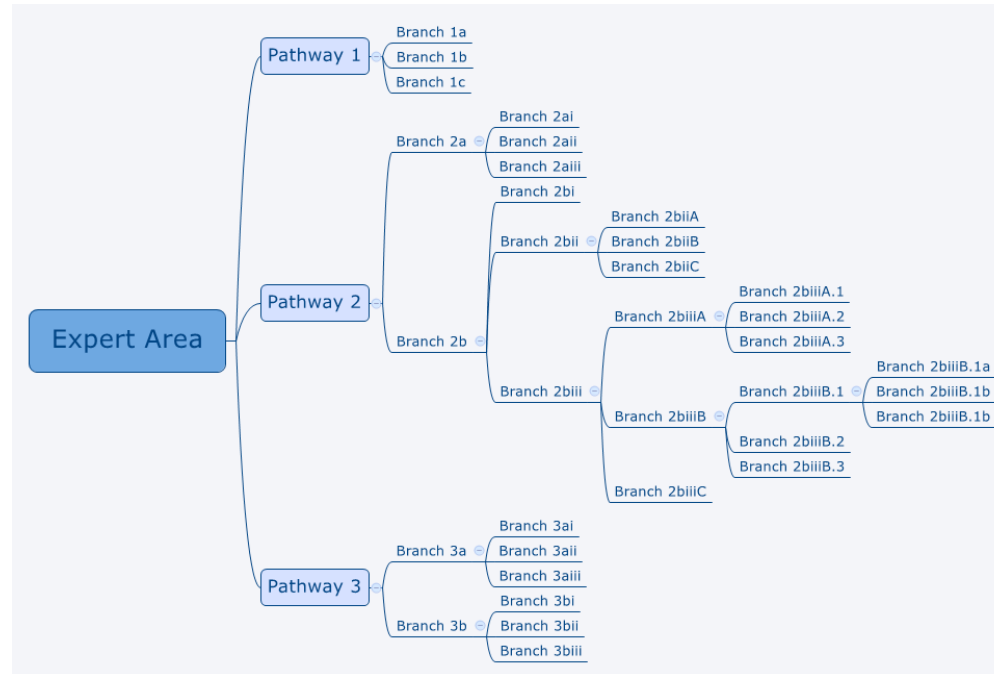 Expert Area
Pathway 1
Branch 1a
Branch 1b
Branch 1c
Pathway 2
Branch 2a
Branch 2ai
Branch 2aii
Branch 2aiii
Branch 2b
Branch 2bi
Branch 2bii
Branch 2biiA
Branch 2biiB
Branch 2biiC
Branch 2biii
Branch 2biiiA
Branch 2biiiA.1
Branch 2biiiA.2
Branch 2biiiA.3
Branch 2biiiB
Branch 2biiiB.1
Branch 2biiiB.1a
Branch 2biiiB.1b
Branch 2biiiB.1b
Branch 2biiiB.2
Branch 2biiiB.3
Branch 2biiiC
Pathway 3
Branch 3a
Branch 3ai
Branch 3aii
Branch 3aiii
Branch 3b
Branch 3bi
Branch 3bii
Branch 3biii